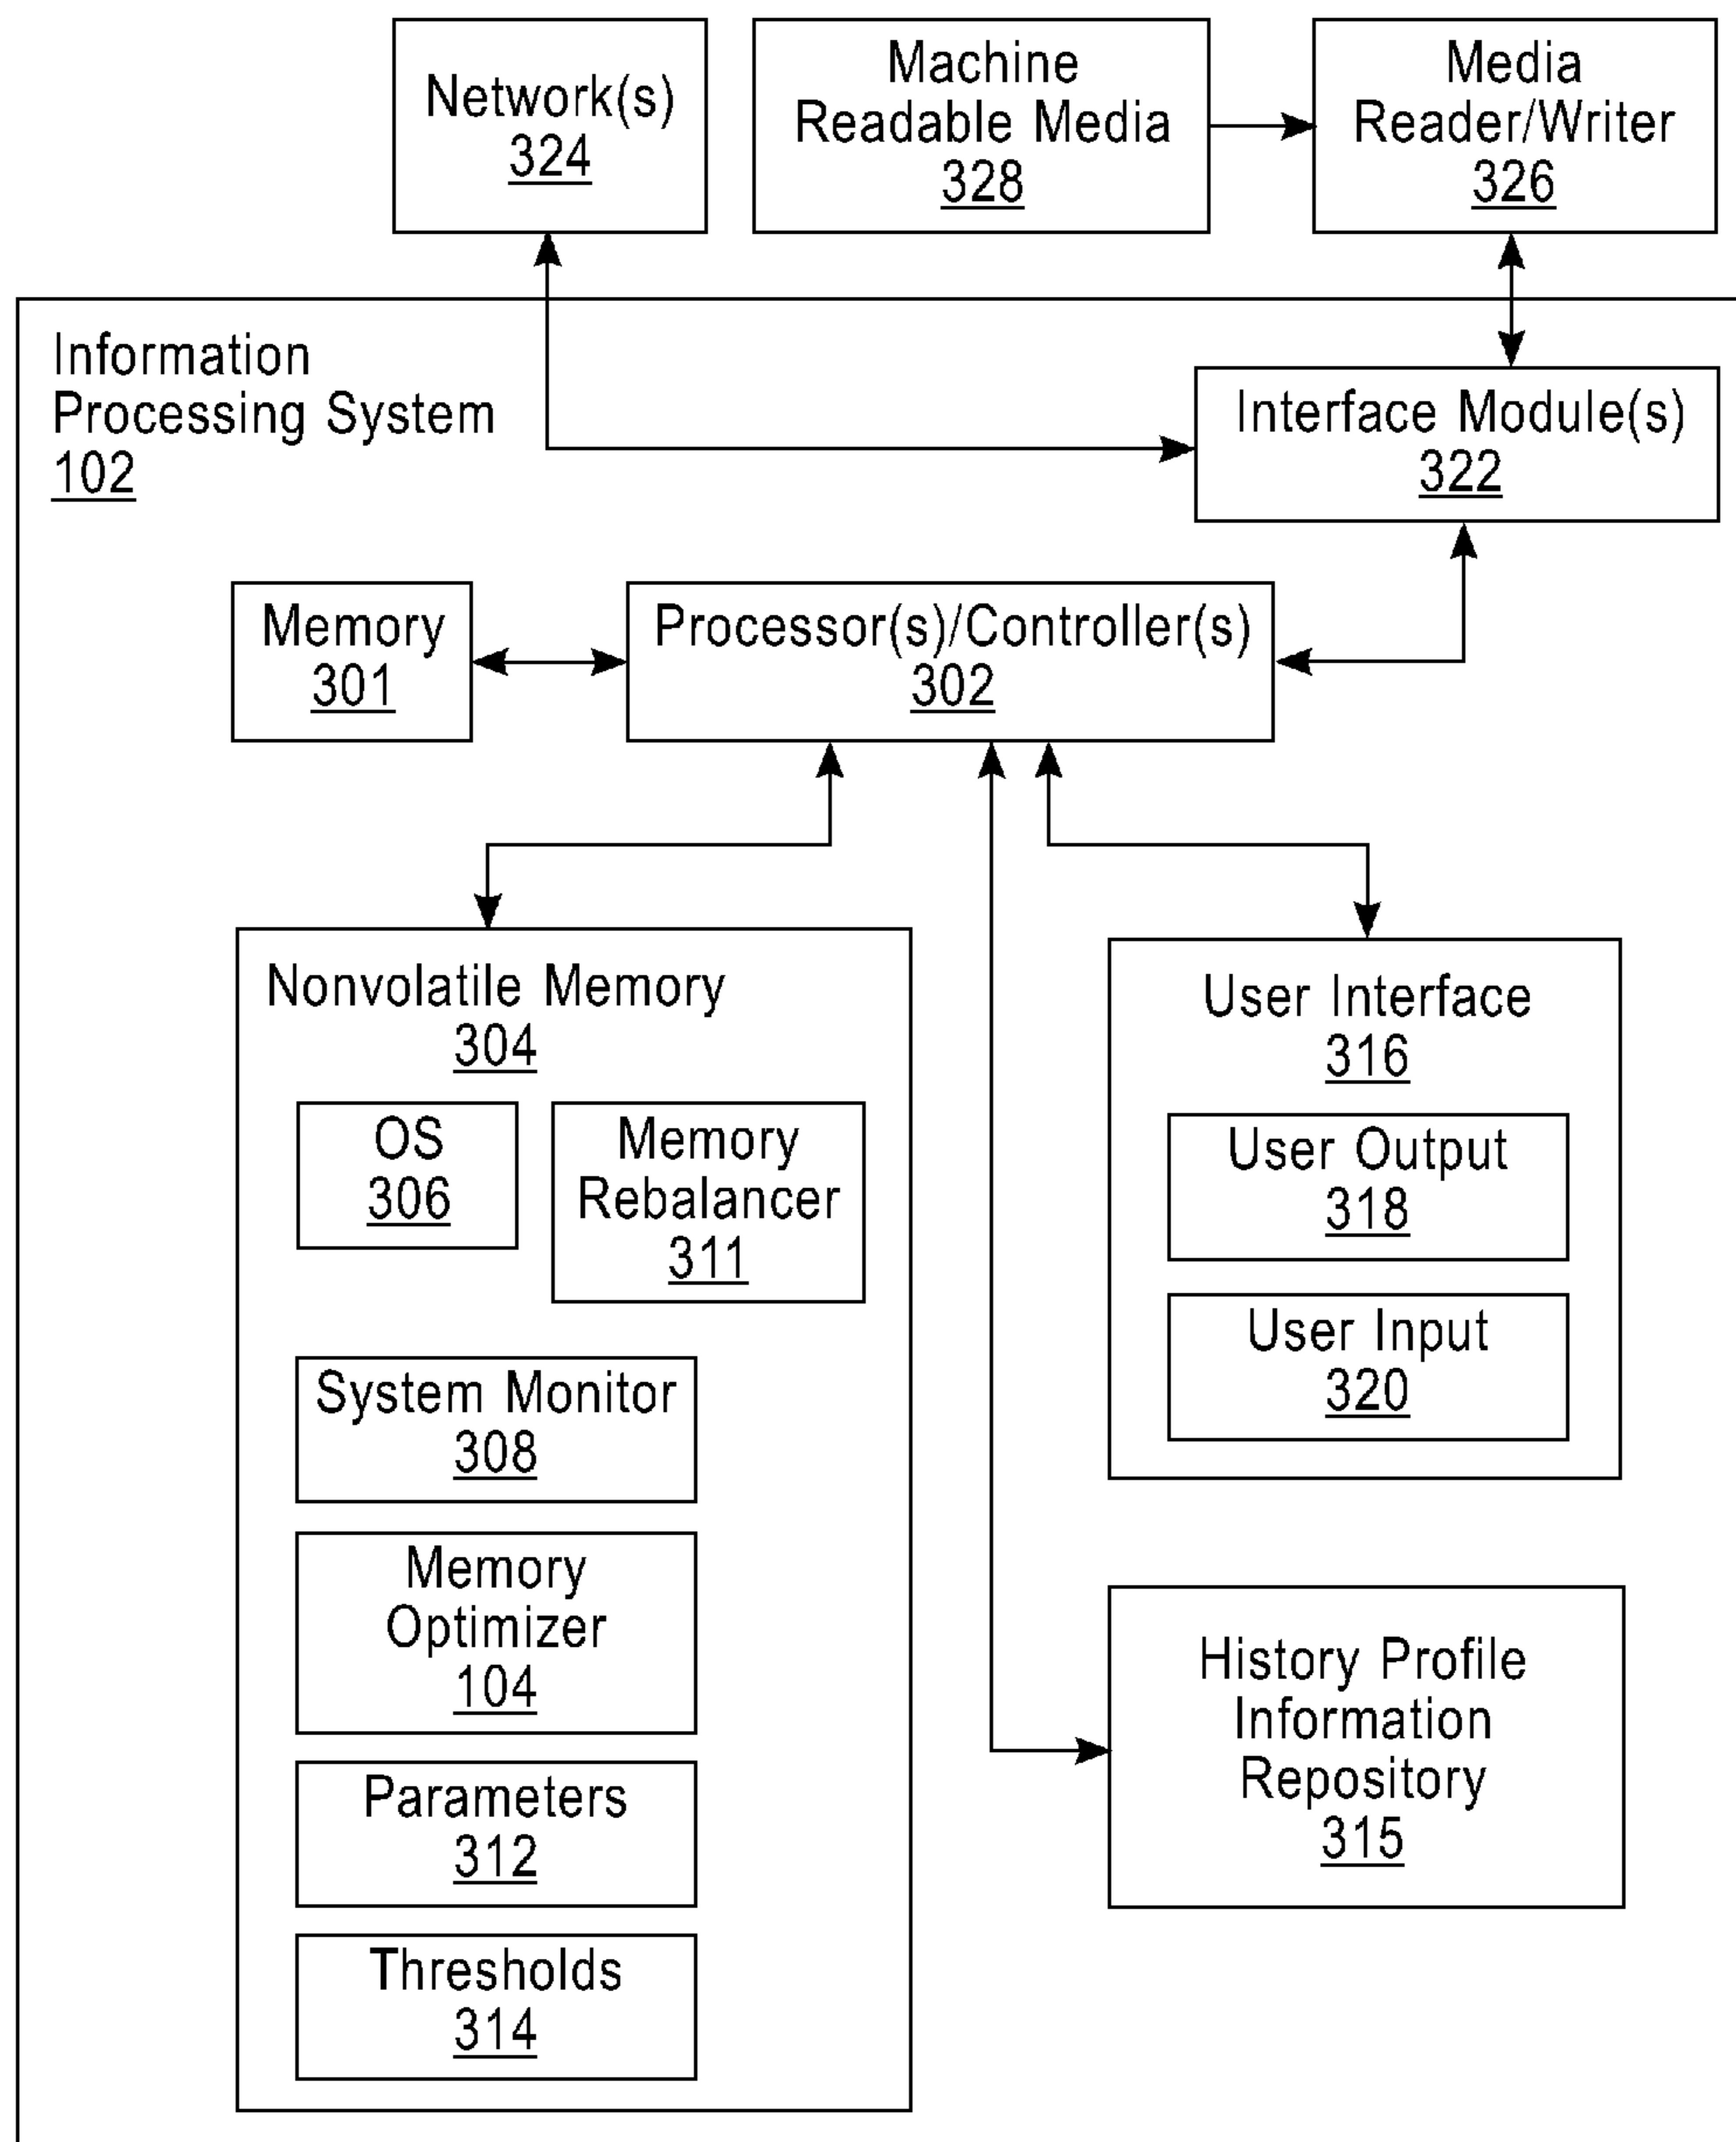 Network(s)
324
Machine
Readable Media
328
Media
Reader/Writer
326
Information
Processing System
102
Interface Module(s)
322
Memory
301
Processor(s)/Controller(s)
302
Nonvolatile Memory
304
OS
306
Memory
Rebalancer
311
System Monitor
308
Memory
Optimizer
104
Parameters
312
Thresholds
314
User Interface
316
User Output
318
User Input
320
History Profile
Information
Repository
315